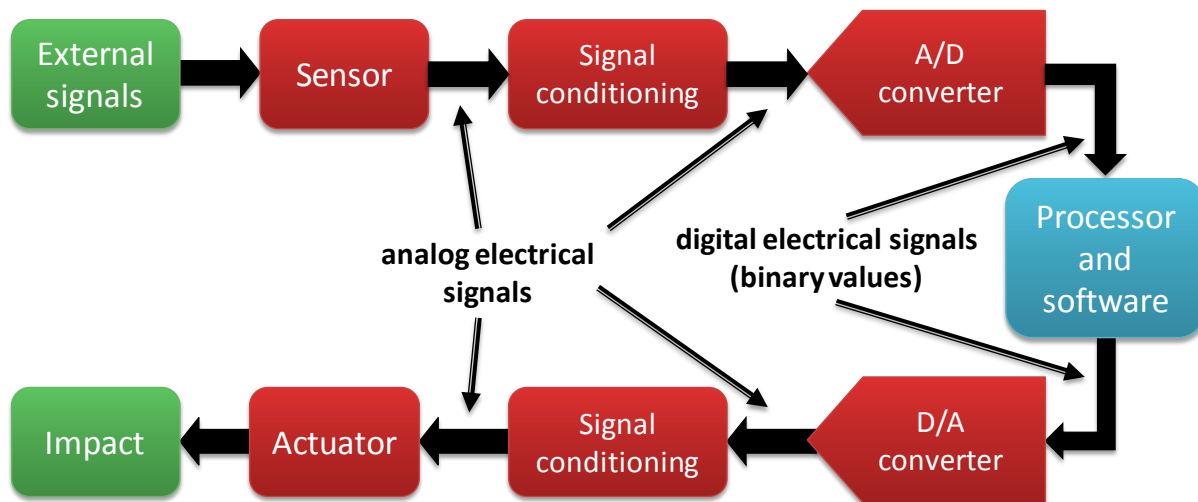 External
signals
Sensor
Signal
conditioning
A/D
converter
analog electrical
signals
digital electrical signals
(binary values)
Processor
and
software
Impact
Actuator
Signal
conditioning
D/A
converter